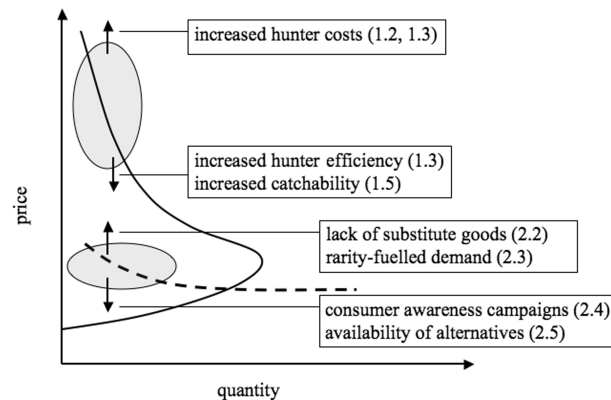 increased hunter costs (1.2, 1.3)
increased hunter efficiency (1.3)
increased catchability (1.5)
price
lack of substitute goods (2.2)
rarity-fuelled demand (2.3)
consumer awareness campaigns (2.4)
availability of alternatives (2.5)
quantity